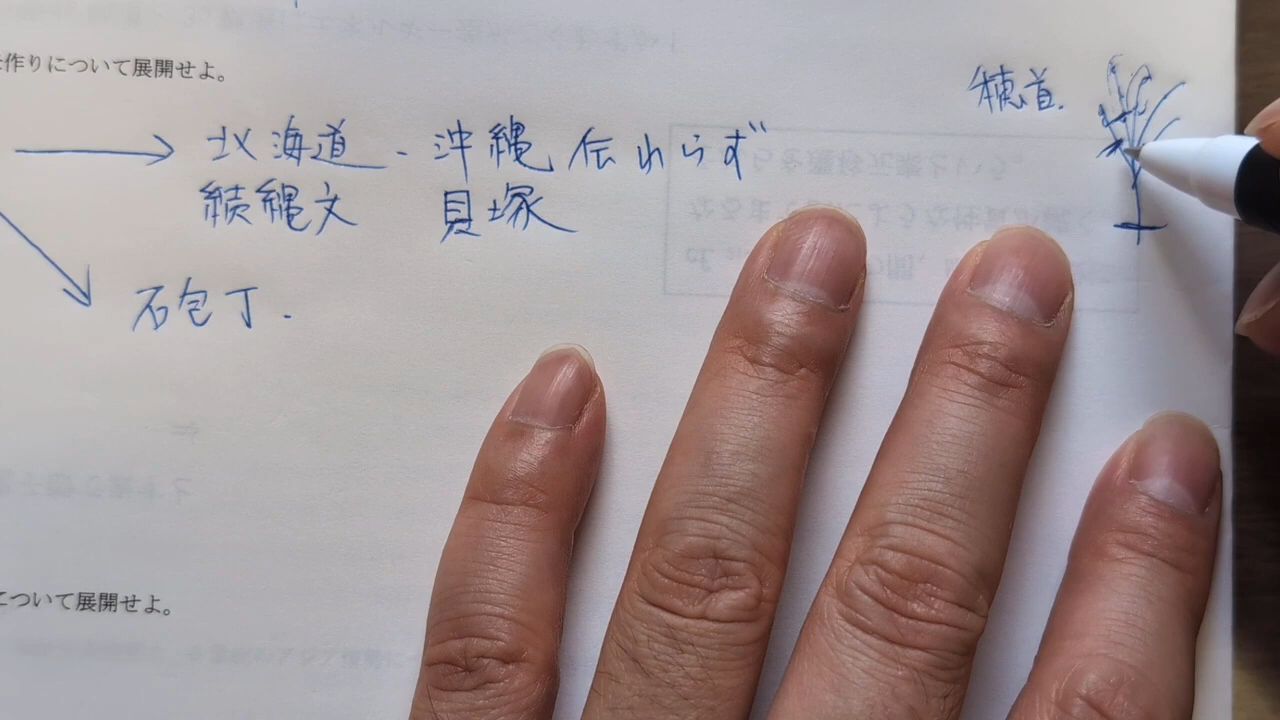 作りについて展開せよ。
穂首.
北海道.沖縄 伝わらず
続縄文 貝塚
石包丁.
について展開せよ。